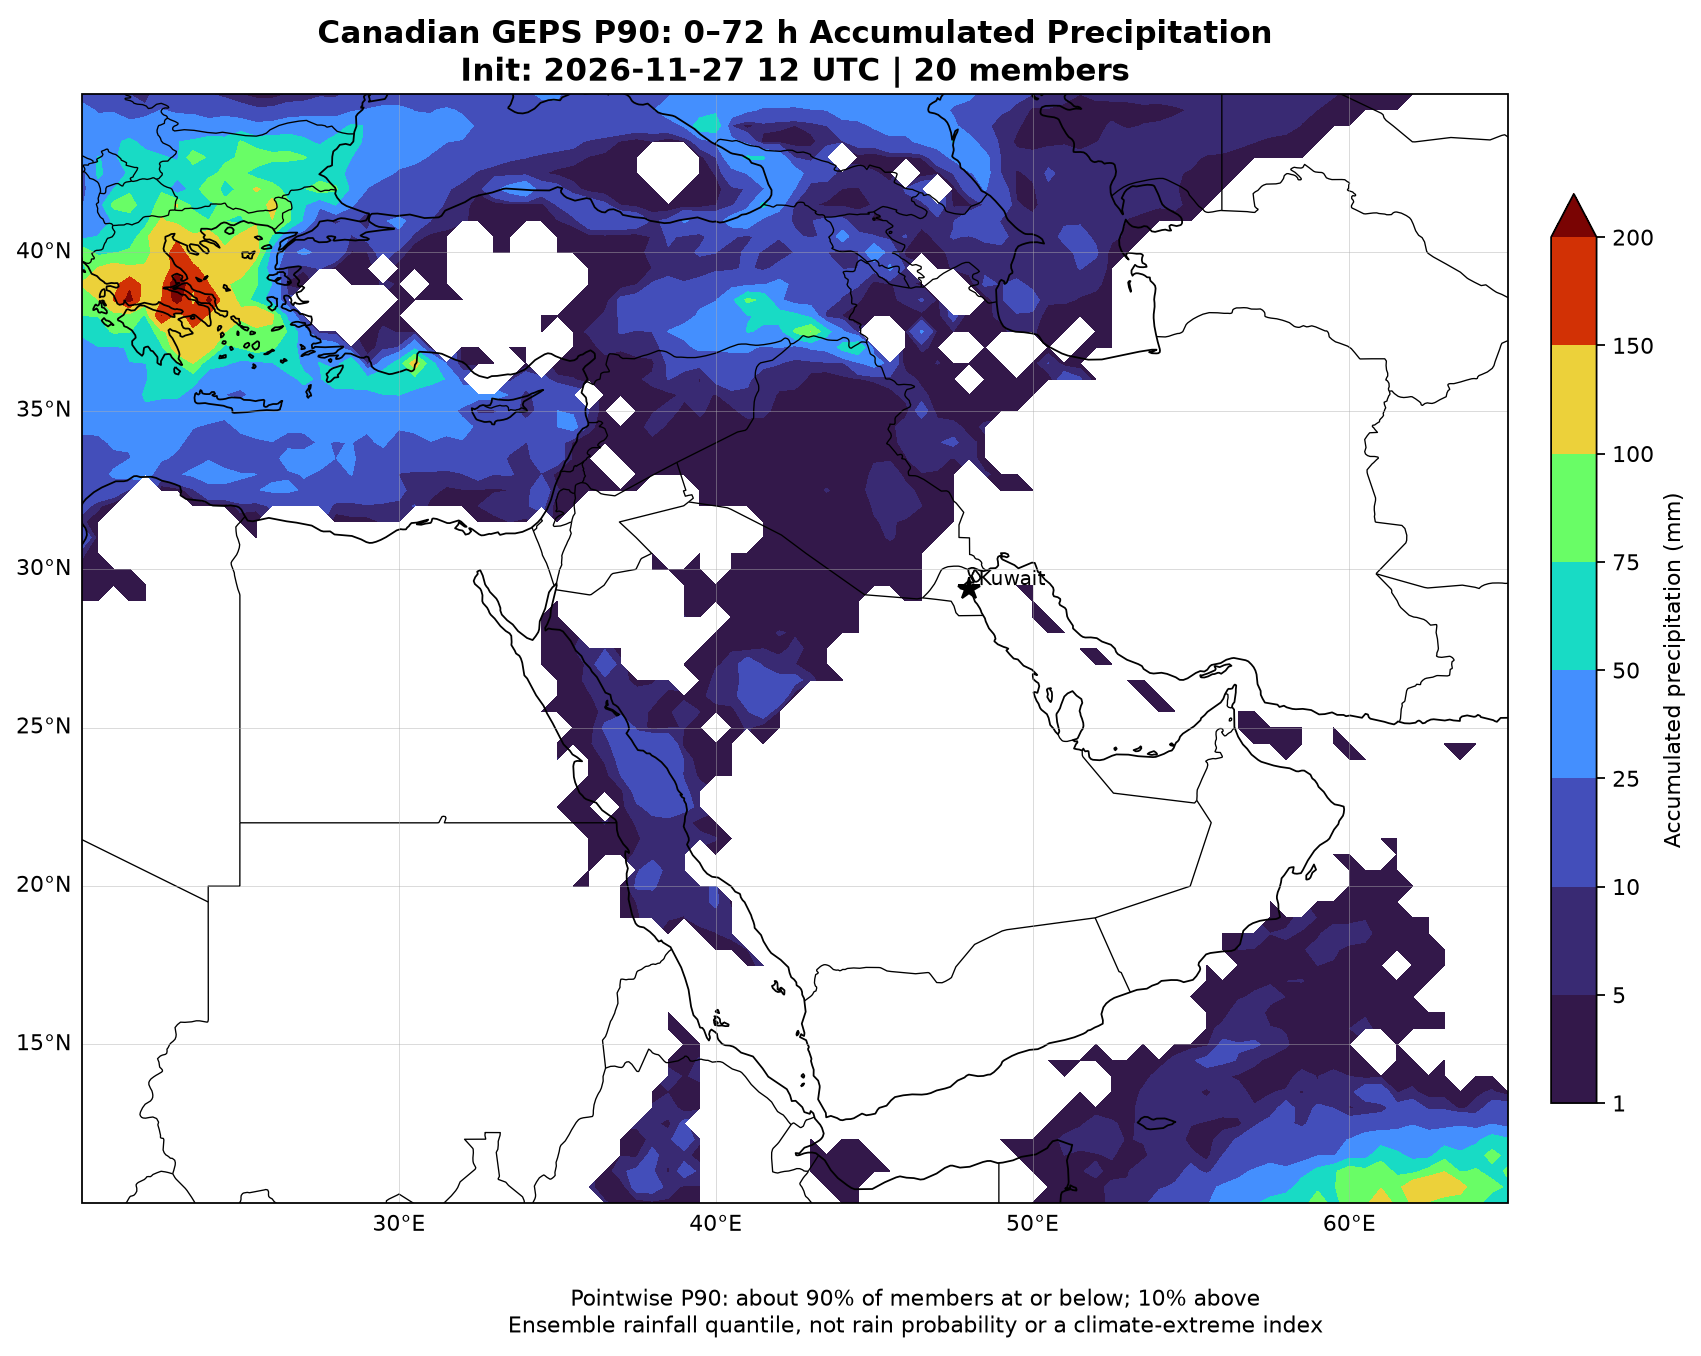 Canadian GEPS P90: 0–72 h Accumulated Precipitation
Init: 2026-11-27 12 UTC | 20 members
40°N
35°N
30°N
25°N
20°N
15°N
30°E
40°E
50°E
60°E
Kuwait
200
150
100
75
50
25
10
5
1
Accumulated precipitation (mm)
Pointwise P90: about 90% of members at or below; 10% above
Ensemble rainfall quantile, not rain probability or a climate-extreme index